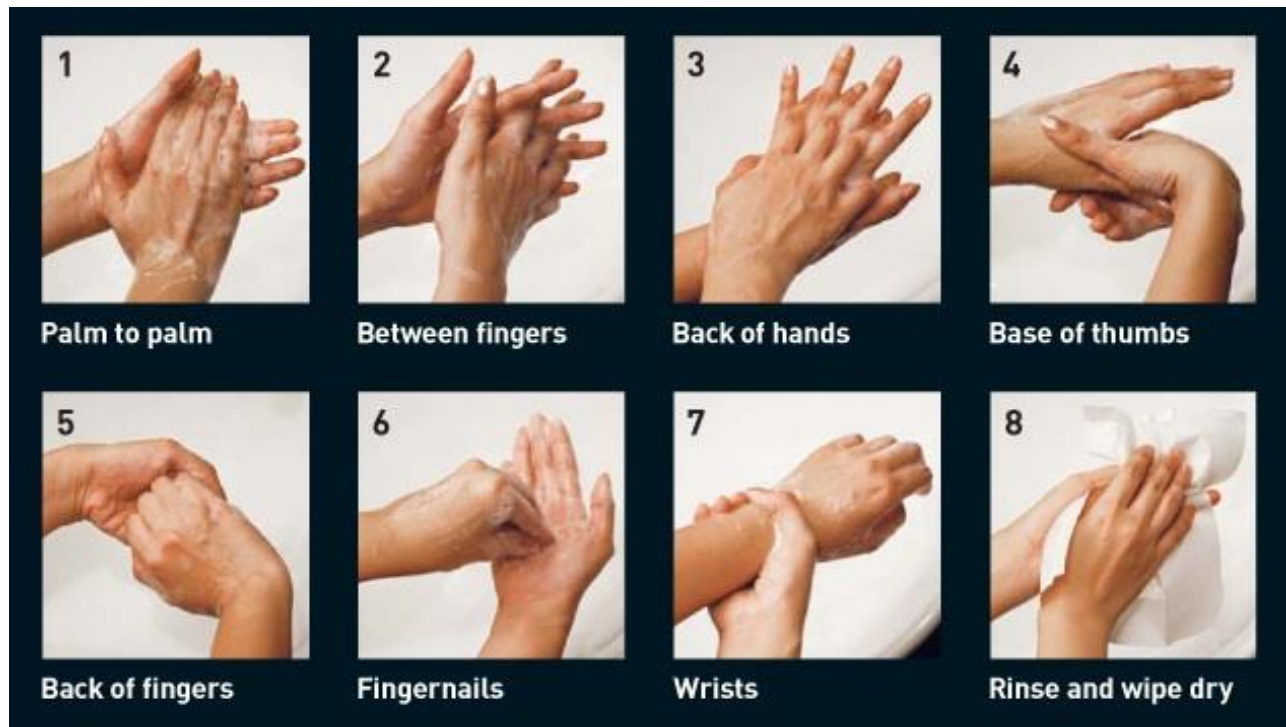 1
2
3
4
Palm to palm
Between fingers
Back of hands
Base of thumbs
5
6
7
8
Back of fingers
Fingernails
Wrists
Rinse and wipe dry